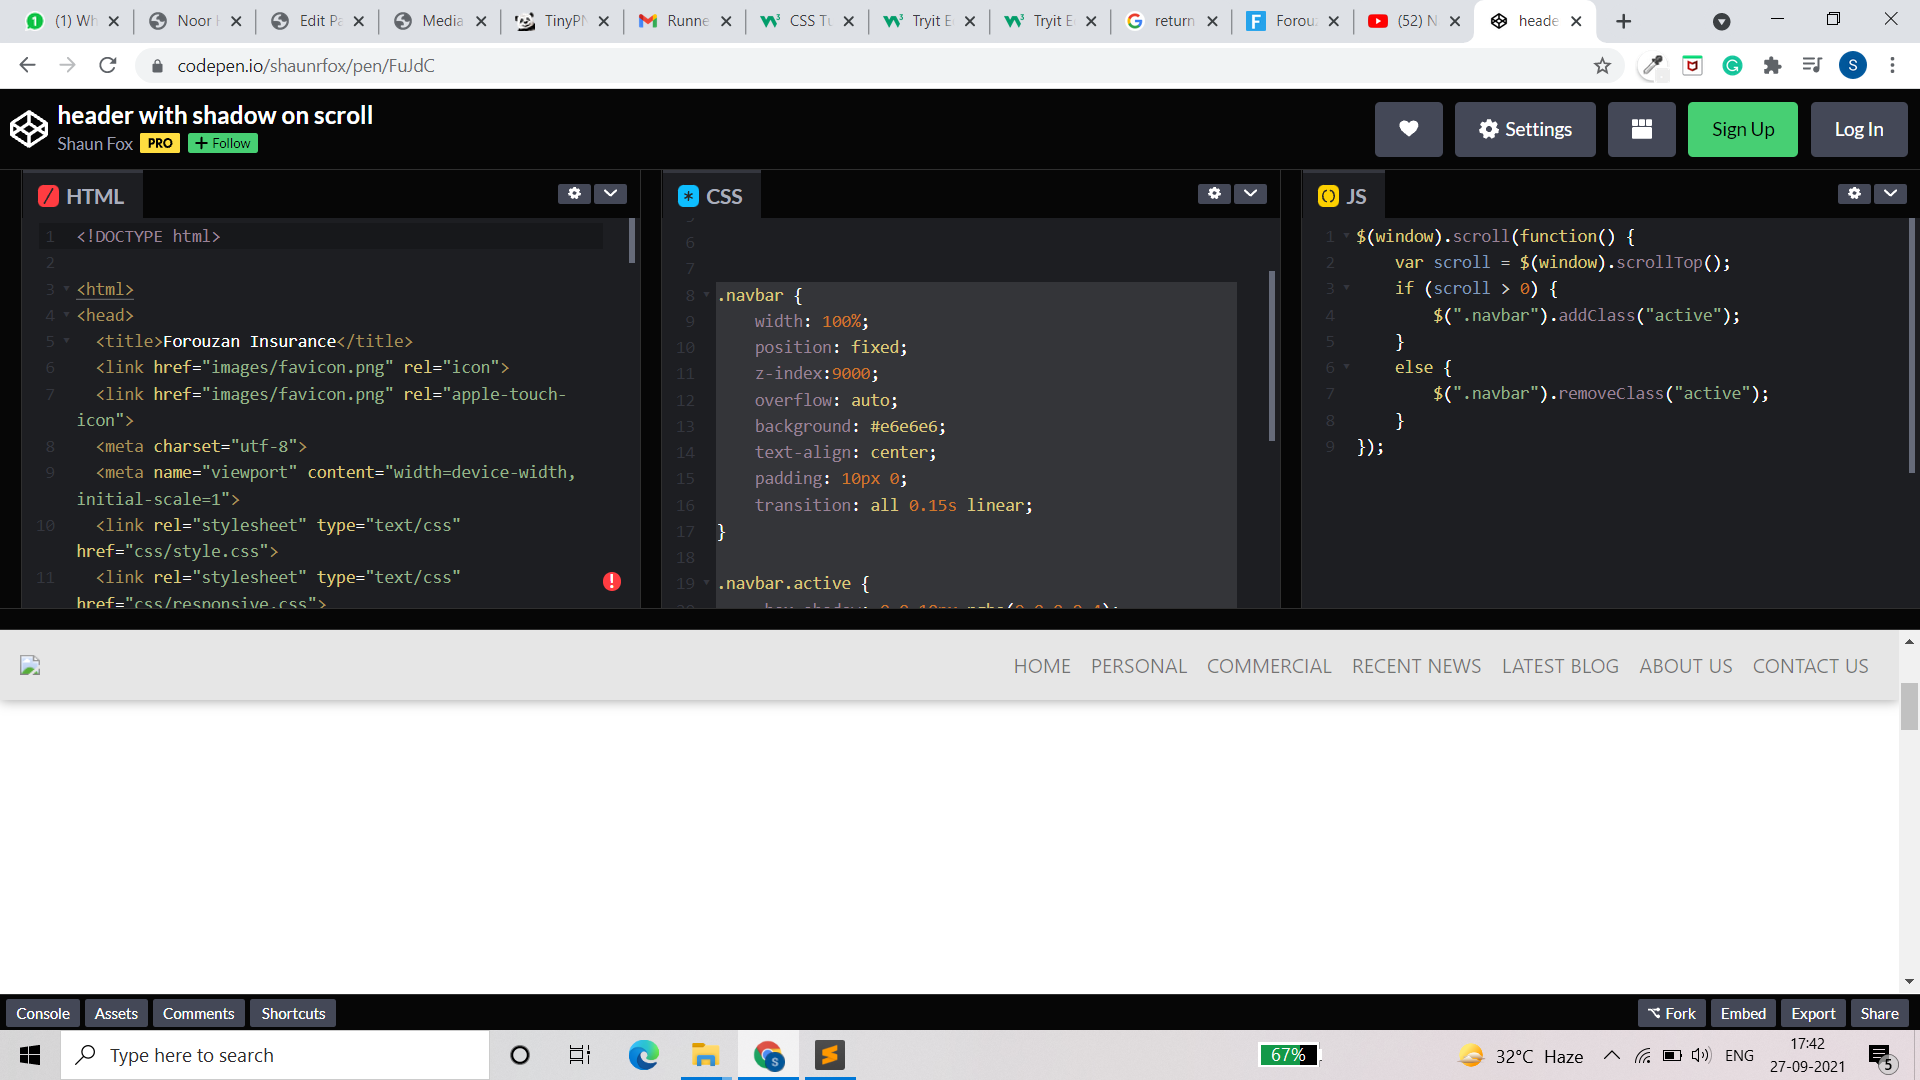 (1) Wh
Noor
Edit Pa
Media
TinyPN
Runne
CSS Tu
Tryit E
Tryit E
return
Forouz
(52) N
heade
codepen.io/shaunrfox/pen/FuJdC
S
header with shadow on scroll
Shaun Fox PRO + Follow
Settings
Sign Up
Log In
HTML
1 <!DOCTYPE html>
2
3 <html>
4 <head>
5 <title>Forouzan Insurance</title>
6 <link href="images/favicon.png" rel="icon">
7 <link href="images/favicon.png" rel="apple-touch-
icon">
8 <meta charset="utf-8">
9 <meta name="viewport" content="width=device-width,
initial-scale=1">
10 <link rel="stylesheet" type="text/css"
href="css/style.css">
11 <link rel="stylesheet" type="text/css"
href="css/responsive.css">
CSS
6
7
8 .navbar {
9 width: 100%;
10 position: fixed;
11 z-index:9000;
12 overflow: auto;
13 background: #e6e6e6;
14 text-align: center;
15 padding: 10px 0;
16 transition: all 0.15s linear;
17 }
18
19 .navbar.active {
JS
1 $(window).scroll(function() {
2 var scroll = $(window).scrollTop();
3 if (scroll > 0) {
4 $(".navbar").addClass("active");
5 }
6 else {
7 $(".navbar").removeClass("active");
8 }
9 });
HOME PERSONAL COMMERCIAL RECENT NEWS LATEST BLOG ABOUT US CONTACT US
Console Assets Comments Shortcuts
Fork Embed Export Share
Type here to search
67%
32°C Haze
ENG
17:42
27-09-2021
5